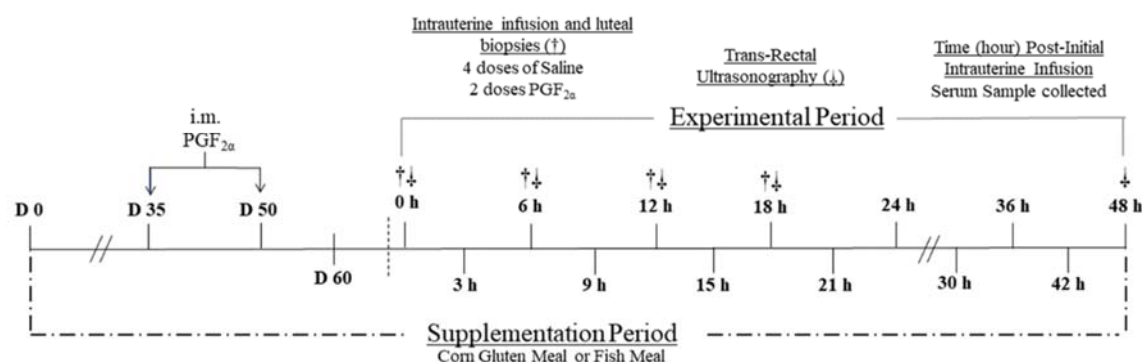 Intrauterine infusion and luteal
biopsies (†)
4 doses of Saline
2 doses PGF₂α
Trans-Rectal
Ultrasonography (⸸)
Time (hour) Post-Initial
Intrauterine Infusion
Serum Sample collected
Experimental Period
i.m.
PGF₂α
†⸸ †⸸ †⸸ †⸸ ⸸
D 0 D 35 D 50 0 h 6 h 12 h 18 h 24 h 36 h 48 h
D 60 3 h 9 h 15 h 21 h 30 h 42 h
Supplementation Period
Corn Gluten Meal or Fish Meal